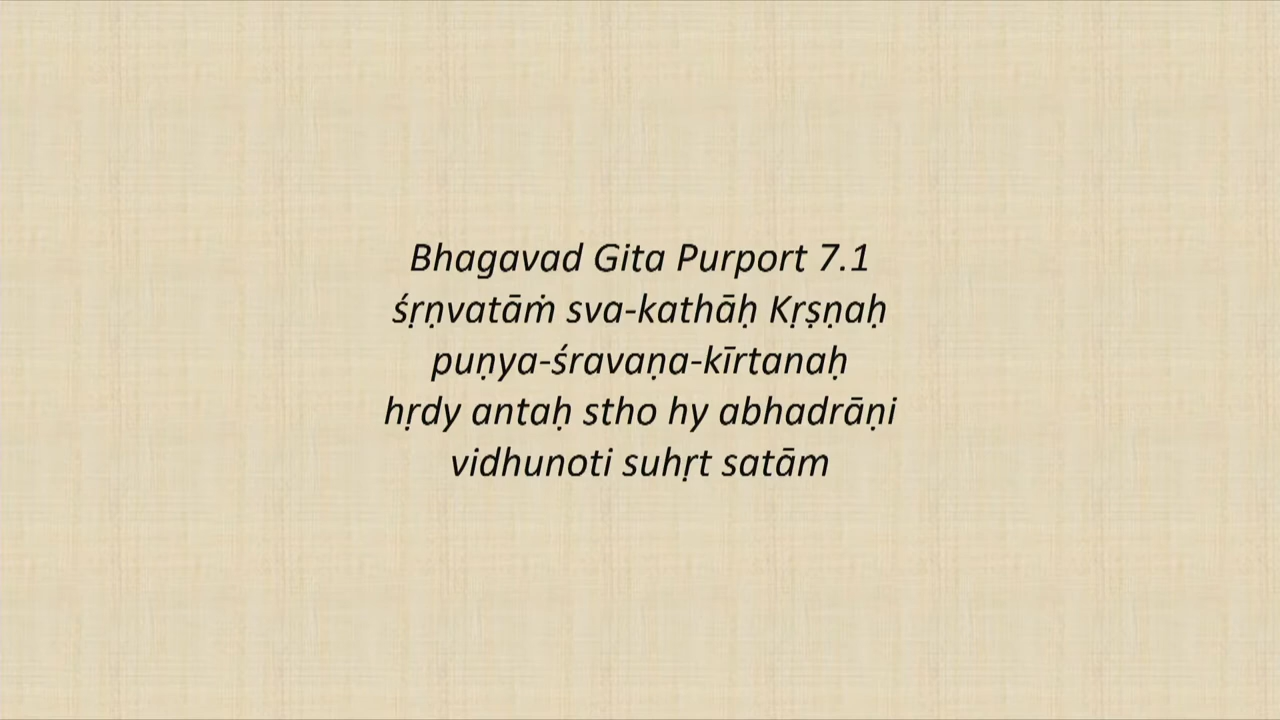 Bhagavad Gita Purport 7.1
śṛṇvatāṁ sva-kathāḥ Kṛṣṇaḥ
puṇya-śravaṇa-kīrtanaḥ
hṛdy antaḥ stho hy abhadrāṇi
vidhunoti suhṛt satām